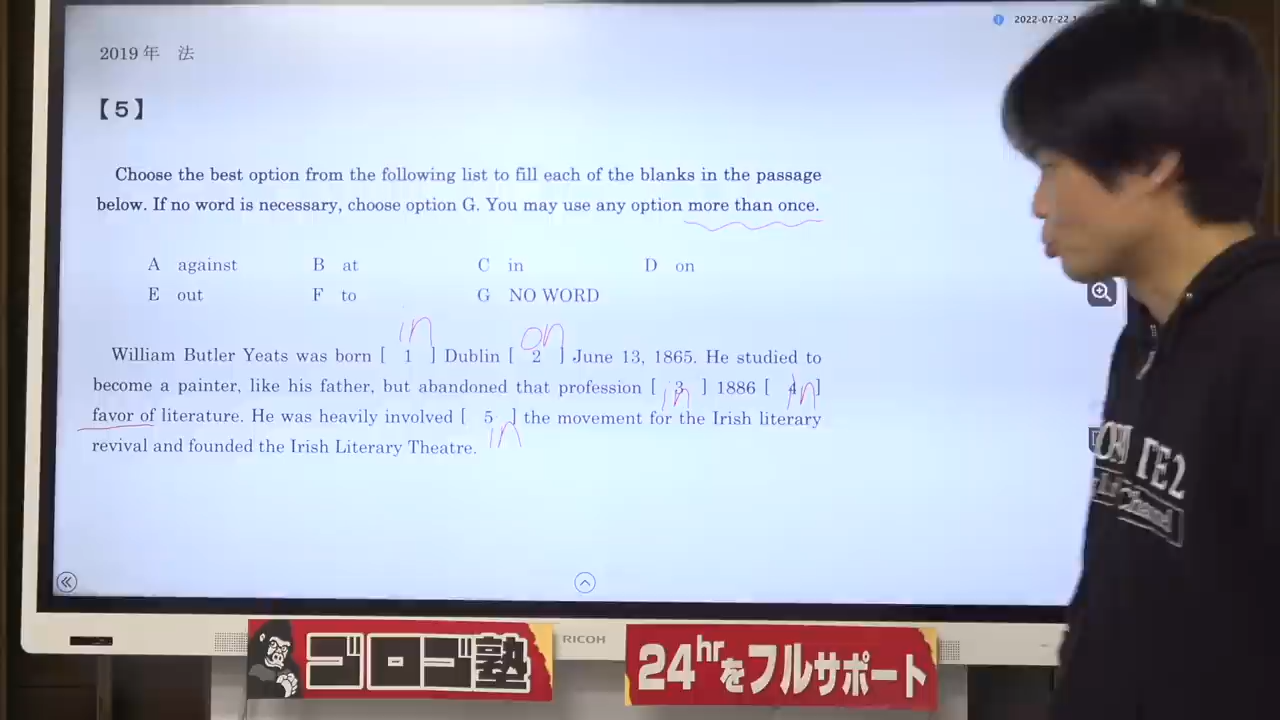 2022-07-22
2019年 法
【5】
Choose the best option from the following list to fill each of the blanks in the passage
below. If no word is necessary, choose option G. You may use any option more than once.
A against B at C in D on
E out F to G NO WORD
in on
William Butler Yeats was born [ 1 ] Dublin [ 2 ] June 13, 1865. He studied to
become a painter, like his father, but abandoned that profession [ 3 ] 1886 [ 4 ]
in in
favor of literature. He was heavily involved [ 5 ] the movement for the Irish literary
in
revival and founded the Irish Literary Theatre.
RICOH
ゴロゴ塾
24hrをフルサポート